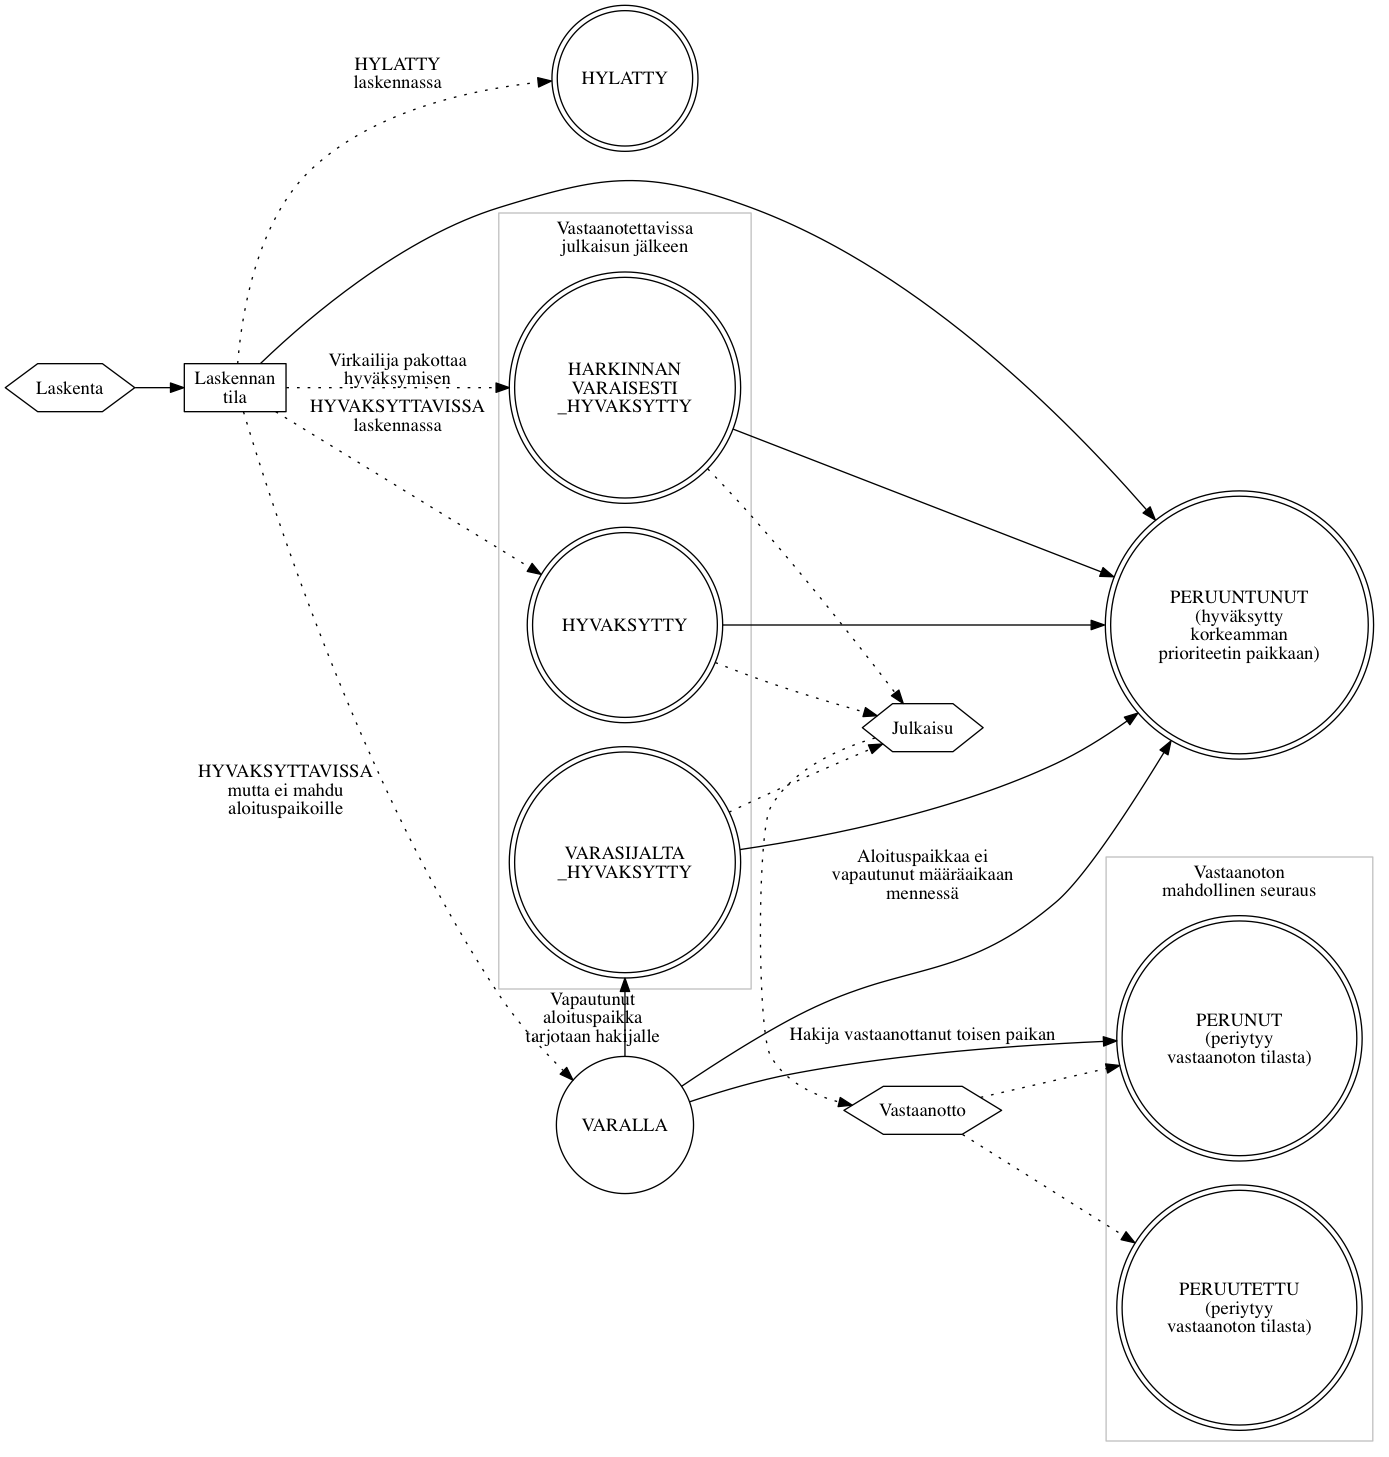 HYLATTY
laskennassa
HYLATTY
Vastaanotettavissa
julkaisun jälkeen
Laskenta
Laskennan
tila
Virkailija pakottaa
hyväksymisen
HYVAKSYTTAVISSA
laskennassa
HARKINNAN
VARAISESTI
_HYVAKSYTTY
HYVAKSYTTY
PERUUNTUNUT
(hyväksytty
korkeamman
prioriteetin paikkaan)
Julkaisu
HYVAKSYTTAVISSA
mutta ei mahdu
aloituspaikoille
VARASIJALTA
_HYVAKSYTTY
Aloituspaikkaa ei
vapautunut määräaikaan
mennessä
Vastaanoton
mahdollinen seuraus
Vapautunut
aloituspaikka
tarjotaan hakijalle
Hakija vastaanottanut toisen paikan
PERUNUT
(periytyy
vastaanoton tilasta)
VARALLA
Vastaanotto
PERUUTETTU
(periytyy
vastaanoton tilasta)